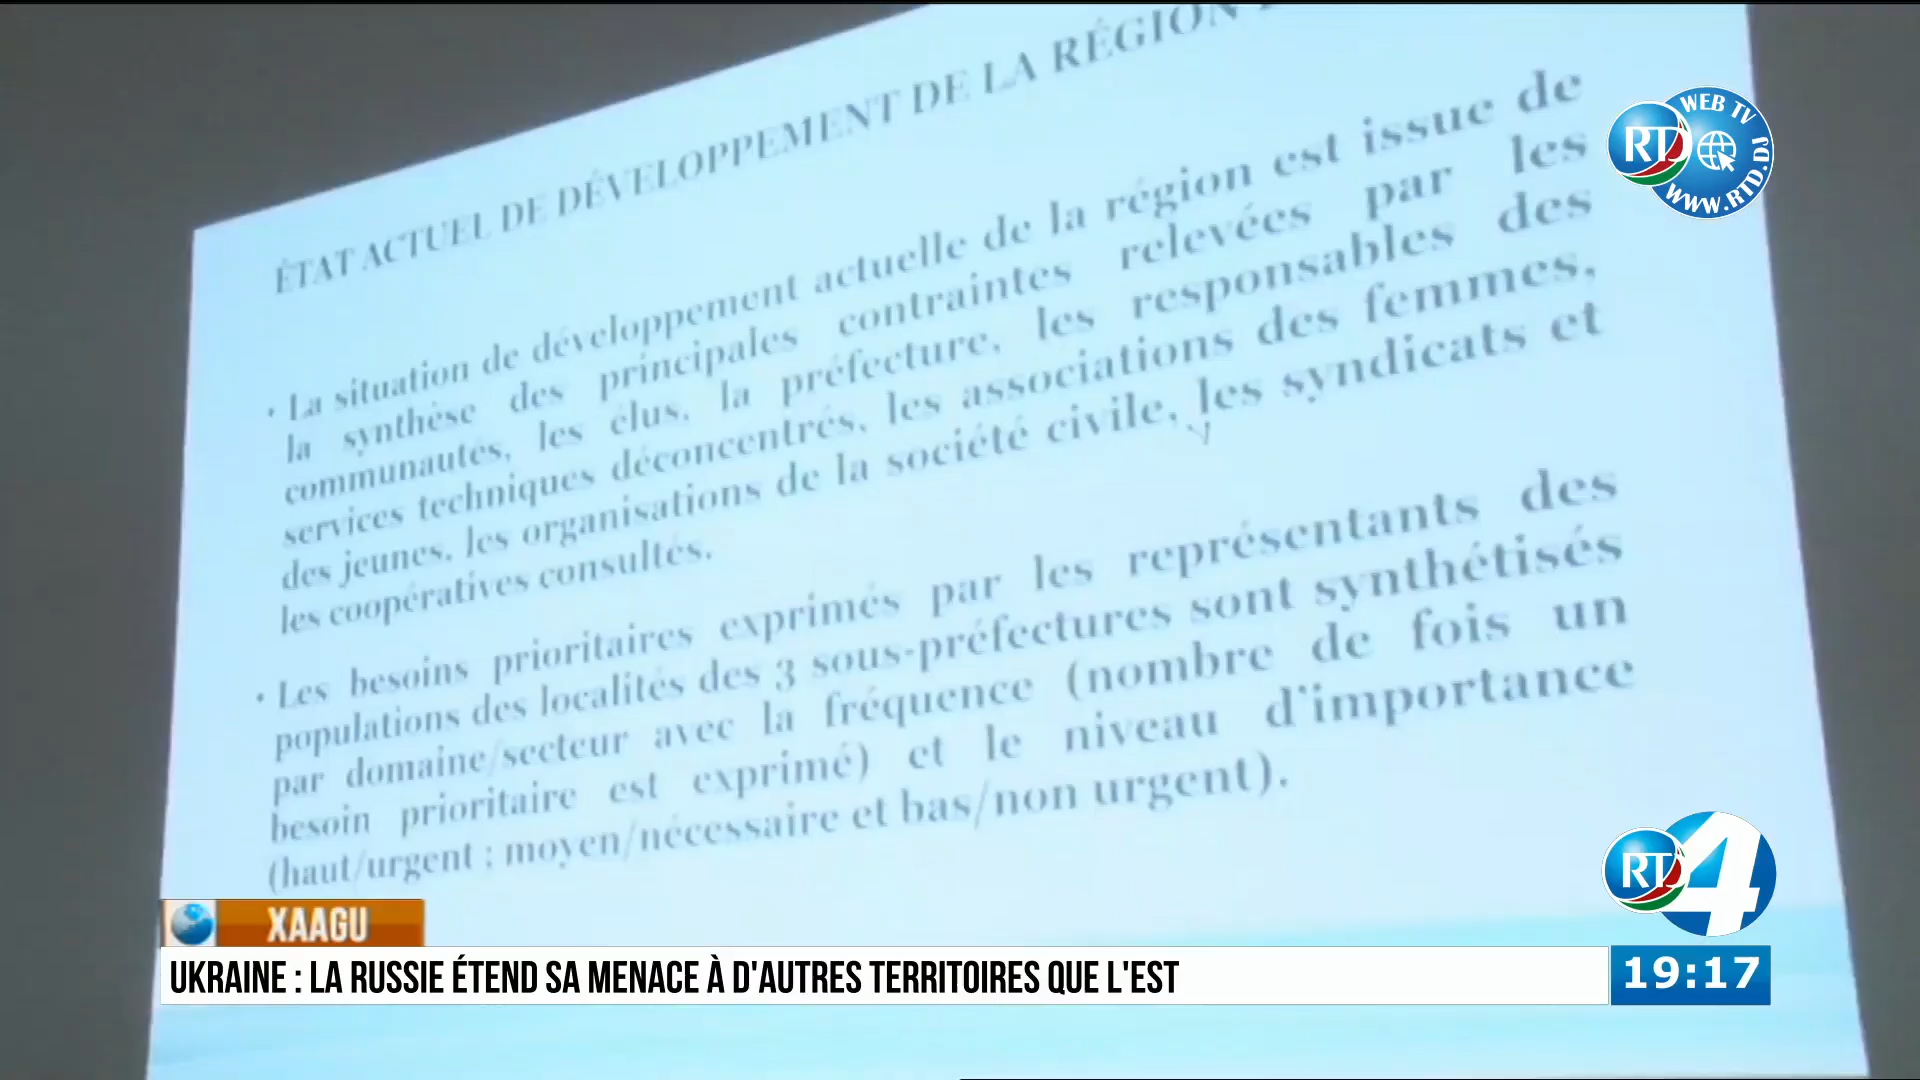 ÉTAT ACTUEL DE DÉVELOPPEMENT DE LA RÉGION
• La situation de développement actuelle de la région est issue de
la synthèse des principales contraintes relevées par les
communautés, les élus, la préfecture, les responsables des
services techniques déconcentrés, les associations des femmes,
des jeunes, les organisations de la société civile, les syndicats et
les coopératives consultés.
• Les besoins prioritaires exprimés par les représentants des
populations des localités des 3 sous-préfectures sont synthétisés
par domaine/secteur avec la fréquence (nombre de fois un
besoin prioritaire est exprimé) et le niveau d'importance
(haut/urgent ; moyen/nécessaire et bas/non urgent).
WEB TV
RTD
WWW.RTD.DJ
RTD 4
XAAGU
UKRAINE : LA RUSSIE ÉTEND SA MENACE À D'AUTRES TERRITOIRES QUE L'EST
19:17